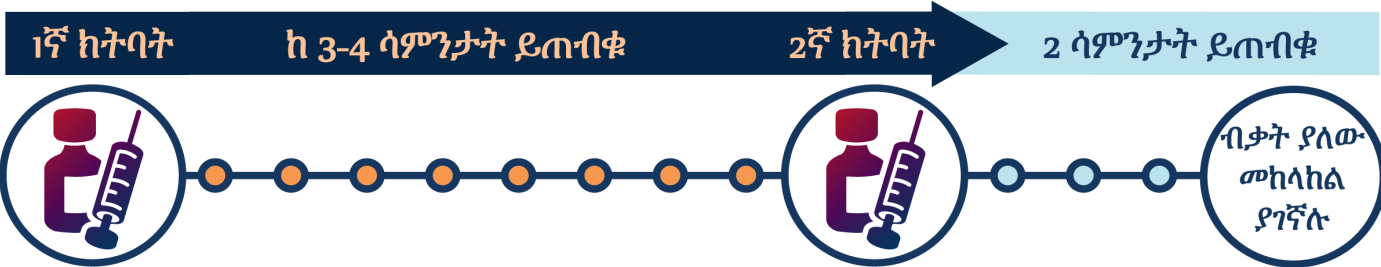 1ኛ ክትባት
ከ 3-4 ሳምንታት ይጠብቁ
2ኛ ክትባት
2 ሳምንታት ይጠብቁ
ብቃት ያለው
መከላከል
ያገኛሉ